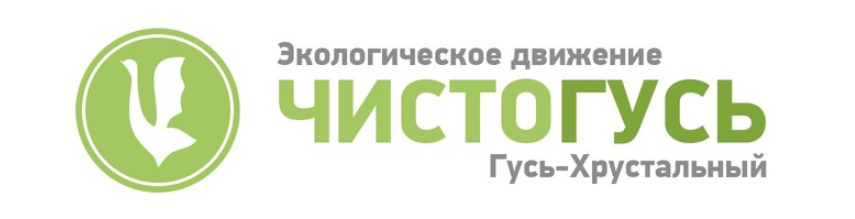 Экологическое движение
ЧИСТОГУСЬ
Гусь-Хрустальный